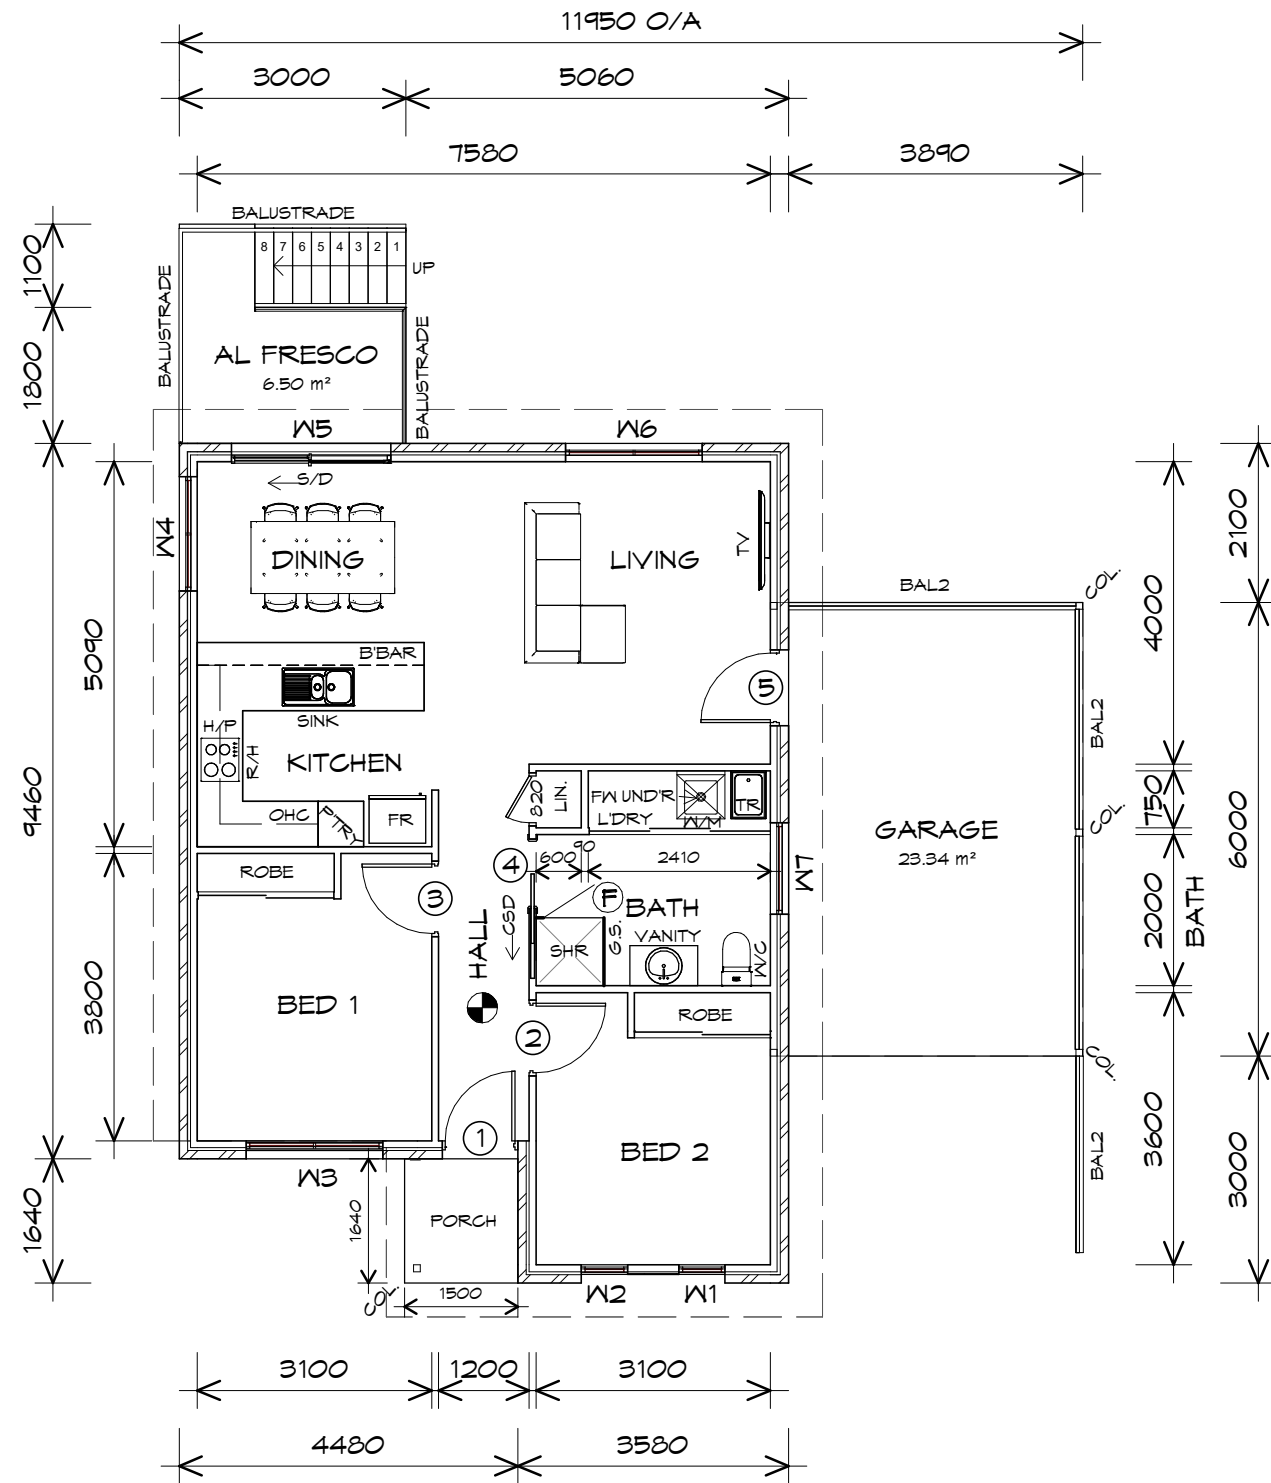 11950 O/A
3000
5060
7580
3890
BALUSTRADE
8 7 6 5 4 3 2 1
UP
1100
BALUSTRADE
BALUSTRADE
AL FRESCO
6.50 m²
1800
W5
W6
S/D
W4
DINING
LIVING
TV
BAL2
COL.
2100
4000
5090
B'BAR
5
SINK
H/P
R/H
KITCHEN
BAL2
OHC
P'TRY
FR
820
LIN.
FW UND'R
L'DRY
WM
TR
GARAGE
23.34 m²
COL.
750
6000
9460
ROBE
4
600
90
2410
W7
3
HALL
CSD
F
BATH
SHR
G.S.
VANITY
W/C
2000
BATH
3800
BED 1
ROBE
2
COL.
1
BED 2
3600
BAL2
3000
W3
1640
1640
PORCH
COL.
1500
W2
W1
3100
1200
3100
4480
3580